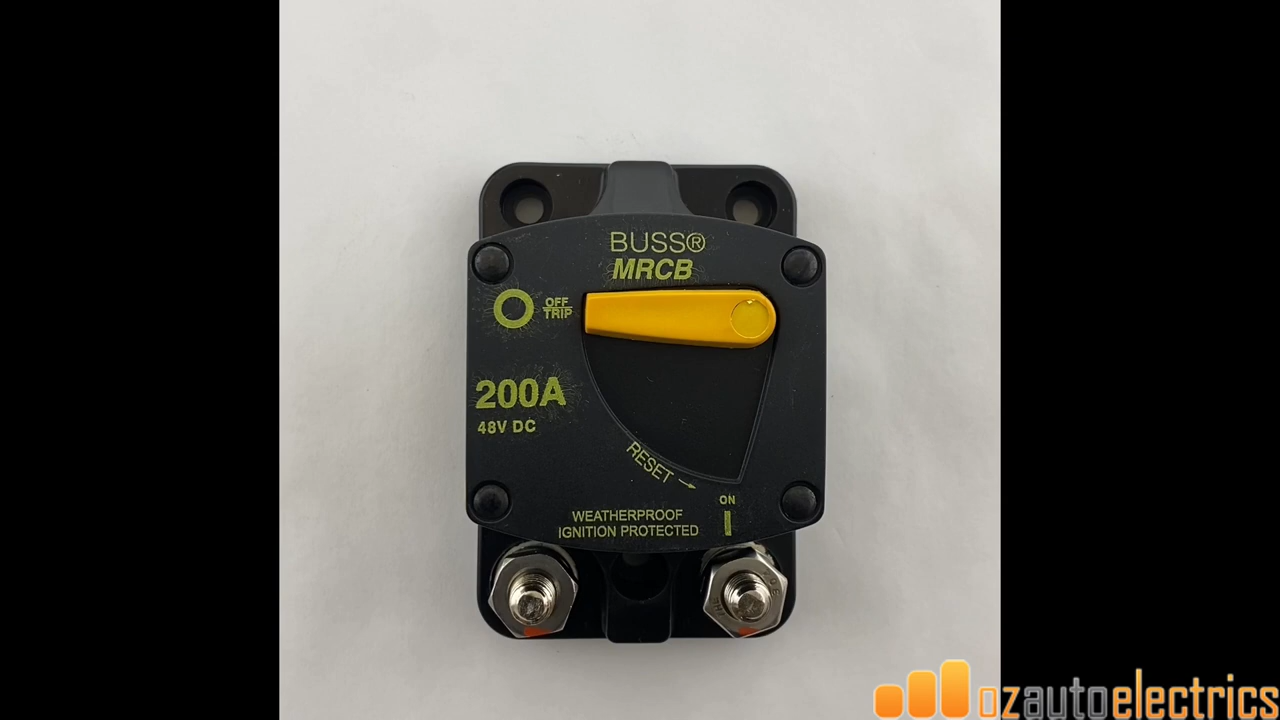 BUSS®
MRCB
OFF
TRIP
200A
48V DC
RESET →
ON
WEATHERPROOF
IGNITION PROTECTED
ozautoelectrics